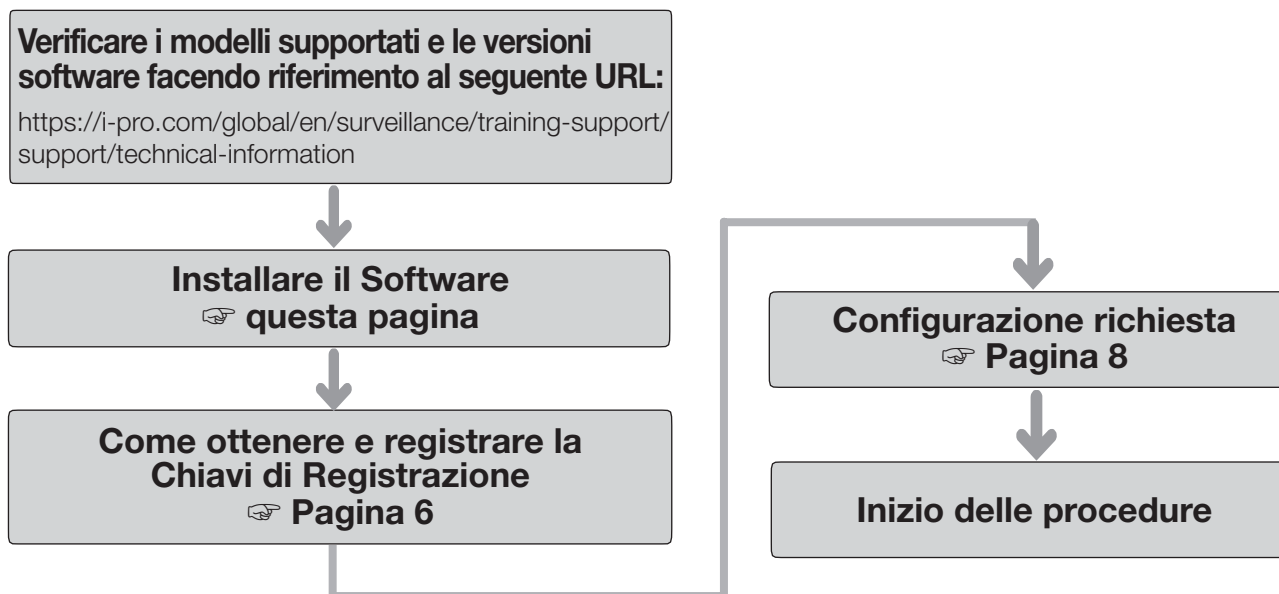 Verificare i modelli supportati e le versioni
software facendo riferimento al seguente URL:
https://i-pro.com/global/en/surveillance/training-support/
support/technical-information
Installare il Software
☞ questa pagina
Come ottenere e registrare la
Chiavi di Registrazione
☞ Pagina 6
Configurazione richiesta
☞ Pagina 8
Inizio delle procedure